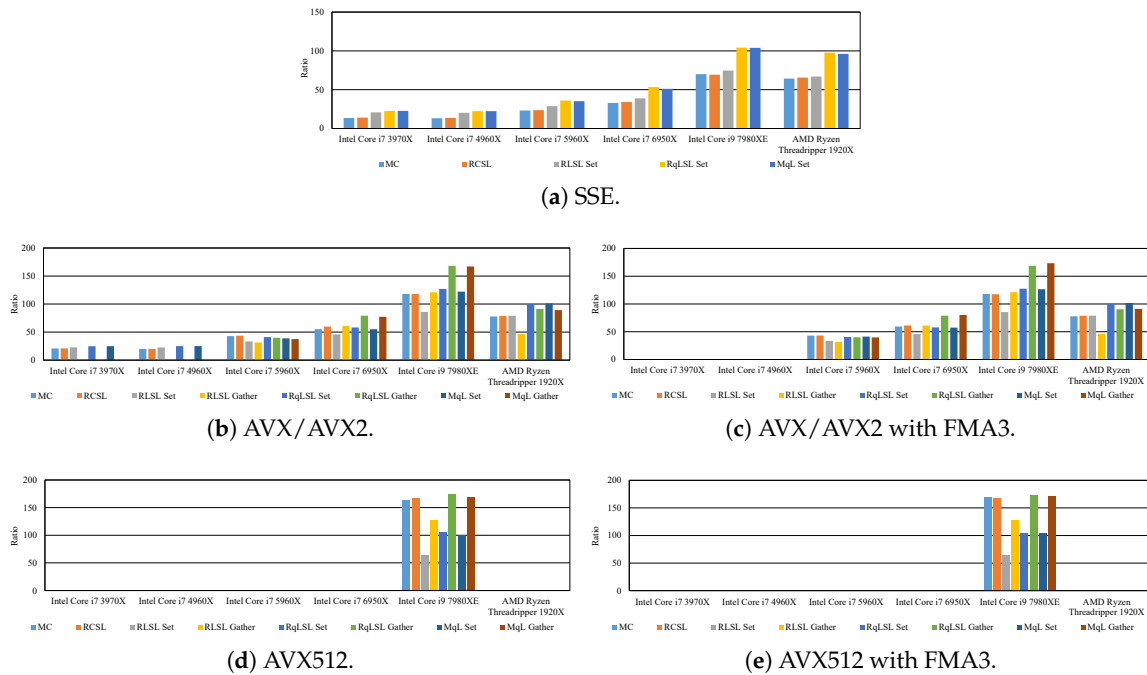 150
100
50
0
Ratio
Intel Core i7 3970X Intel Core i7 4960X Intel Core i7 5960X Intel Core i7 6950X Intel Core i9 7980XE AMD Ryzen
Threadripper 1920X
MC RCSL RLSL Set RqLSL Set MqL Set
(a) SSE.
200
150
100
50
0
Ratio
Intel Core i7 3970X Intel Core i7 4960X Intel Core i7 5960X Intel Core i7 6950X Intel Core i9 7980XE AMD Ryzen
Threadripper 1920X
MC RCSL RLSL Set RLSL Gather RqLSL Set RqLSL Gather MqL Set MqL Gather
(b) AVX/AVX2.
200
150
100
50
0
Ratio
Intel Core i7 3970X Intel Core i7 4960X Intel Core i7 5960X Intel Core i7 6950X Intel Core i9 7980XE AMD Ryzen
Threadripper 1920X
MC RCSL RLSL Set RLSL Gather RqLSL Set RqLSL Gather MqL Set MqL Gather
(c) AVX/AVX2 with FMA3.
200
150
100
50
0
Ratio
Intel Core i7 3970X Intel Core i7 4960X Intel Core i7 5960X Intel Core i7 6950X Intel Core i9 7980XE AMD Ryzen
Threadripper 1920X
MC RCSL RLSL Set RLSL Gather RqLSL Set RqLSL Gather MqL Set MqL Gather
(d) AVX512.
200
150
100
50
0
Ratio
Intel Core i7 3970X Intel Core i7 4960X Intel Core i7 5960X Intel Core i7 6950X Intel Core i9 7980XE AMD Ryzen
Threadripper 1920X
MC RCSL RLSL Set RLSL Gather RqLSL Set RqLSL Gather MqL Set MqL Gather
(e) AVX512 with FMA3.